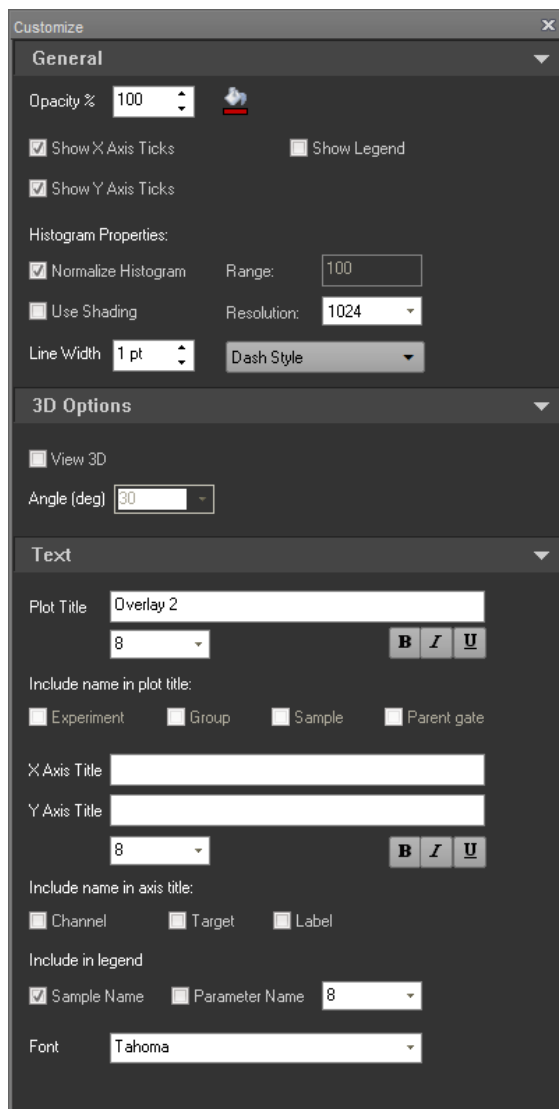 Customize
General
Opacity % 100
Show X Axis Ticks Show Legend
Show Y Axis Ticks
Histogram Properties:
Normalize Histogram Range: 100
Use Shading Resolution: 1024
Line Width 1 pt Dash Style
3D Options
View 3D
Angle (deg) 30
Text
Plot Title Overlay 2
8 B I U
Include name in plot title:
Experiment Group Sample Parent gate
X Axis Title
Y Axis Title
8 B I U
Include name in axis title:
Channel Target Label
Include in legend
Sample Name Parameter Name 8
Font Tahoma